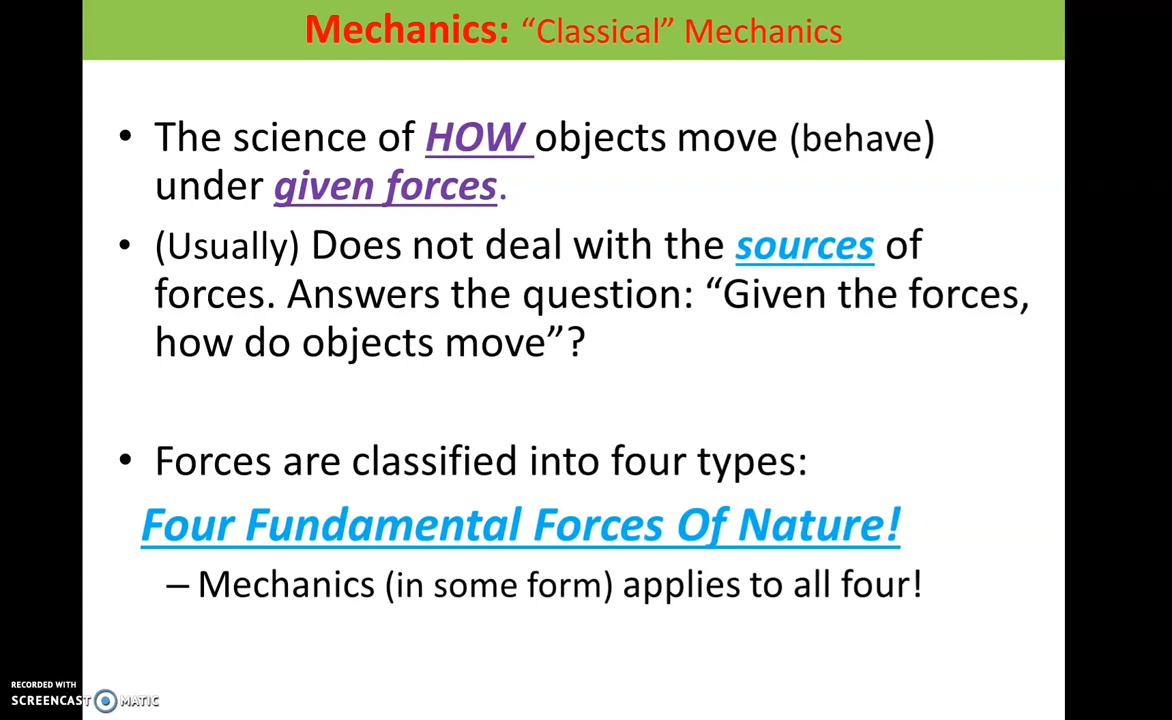 Mechanics: “Classical” Mechanics
• The science of HOW objects move (behave)
under given forces.
• (Usually) Does not deal with the sources of
forces. Answers the question: “Given the forces,
how do objects move”?
• Forces are classified into four types:
Four Fundamental Forces Of Nature!
– Mechanics (in some form) applies to all four!
RECORDED WITH
SCREENCAST MATIC